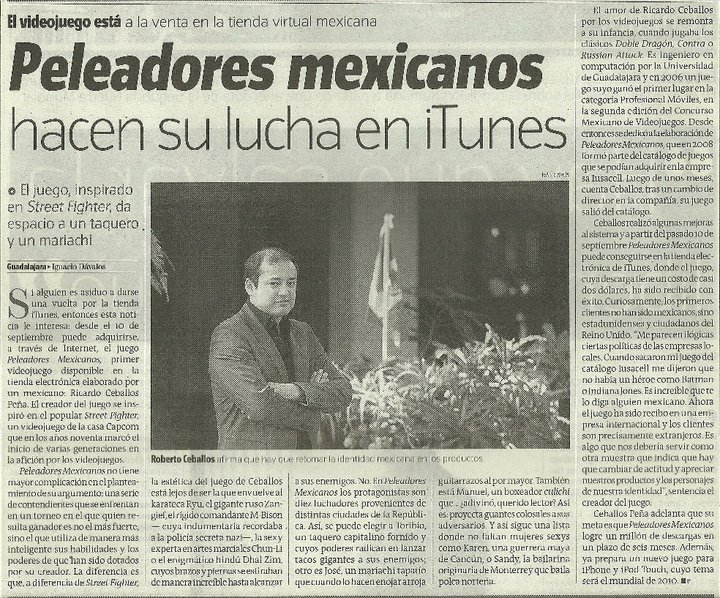 El videojuego está a la venta en la tienda virtual mexicana
Peleadores mexicanos
hacen su lucha en iTunes
El juego, inspirado
en Street Fighter, da
espacio a un taquero
y un mariachi
Guadalajara • Ignacio Dávalos
Si alguien es asiduo a darse
una vuelta por la tienda
iTunes, entonces esta noti-
cia le interesa: desde el 10 de
septiembre puede adquirirse,
a través de Internet, el juego
Peleadores Mexicanos, primer
videojuego disponible en la
tienda electrónica elaborado por
un mexicano: Ricardo Ceballos
Peña. El creador del juego se ins-
piró en el popular Street Fighter,
un videojuego de la casa Capcom
que en los años noventa marcó el
inicio de varias generaciones en
la afición por los videojuegos.
Peleadores Mexicanos no tiene
mayor complicación en el plantea-
miento de su argumento: una serie
de contendientes que se enfrentan
en un torneo en el que quien re-
sulta ganador es no el más fuerte,
sino el que utiliza de manera más
inteligente sus habilidades y los
poderes de que han sido dotados
por su creador. La diferencia es
que, a diferencia de Street Fighter,
Roberto Ceballos afirma que hay que retomar la identidad mexicana en los productos
la estética del juego de Ceballos
está lejos de ser la que envuelve al
karateca Ryu, el gigante ruso Zan-
gief, el rígido comandante M. Bison
— cuya indumentaria recordaba
a la policía secreta nazi—, la sexy y
experta en artes marciales Chun-Li
o el enigmático hindú Dhal Zim,
cuyos brazos y piernas se estiraban
de manera increíble hasta alcanzar
a sus enemigos. No. En Peleadores
Mexicanos los protagonistas son
diez luchadores provenientes de
distintas ciudades de la Repúbli-
ca. Así, se puede elegir a Toribio,
un taquero capitalino fornido y
cuyos poderes radican en lanzar
tacos gigantes a sus enemigos;
otro es José, un mariachi tapatío
que cuando lo hacen enojar arroja
guitarrazos al por mayor. También
está Manuel, un boxeador culichi
que - ¡adivinó, querido lector! Así
es: proyecta guantes colosales a sus
adversarios. Y así sigue una lista
donde no faltan mujeres sexys
como Karen, una guerrera maya
de Cancún, o Sandy, la bailarina
originaria de Monterrey que baila
polca norteña.
El amor de Ricardo Ceballos
por los videojuegos se remonta
a su infancia, cuando jugaba los
clásicos Doble Dragón, Contra o
Russian Attack. Es ingeniero en
computación por la Universidad
de Guadalajara y en 2006 un juego
suyo ganó el primer lugar en la
categoría Profesional Móviles, en
la segunda edición del Concurso
Mexicano de Videojuegos. Desde
entonces se dedicó a la elaboración de
Peleadores Mexicanos, que en 2008
formó parte del catálogo de juegos
que se podían adquirir en la empre-
sa Iusacell. Luego de unos meses,
cuenta Ceballos, tras un cambio de
director en la compañía, su juego
salió del catálogo.
Ceballos realizó algunas mejoras
al sistema y a partir del pasado 10 de
septiembre Peleadores Mexicanos
puede conseguirse en la tienda elec-
trónica de iTunes, donde el juego,
cuya descarga tiene un costo de casi
dos dólares, ha sido recibido con
éxito. Curiosamente, los primeros
clientes no han sido mexicanos, sino
estadunidenses y ciudadanos del
Reino Unido. "Me parecen ilógicas
ciertas políticas de las empresas lo-
cales. Cuando sacaron mi juego del
catálogo Iusacell me dijeron que
no había un héroe como Batman
o Indiana Jones. Es increíble que te
lo diga alguien mexicano. Ahora
el juego ha sido recibo en una em-
presa internacional y los clientes
son precisamente extranjeros. Es
algo que nos debería servir como
otra muestra que indica que hay
que cambiar de actitud y apreciar
nuestros productos y los personajes
de nuestra identidad", sentencia el
creador del juego.
Ceballos Peña adelanta que
su meta es que Peleadores Mexicanos
logre un millón de descargas en
un plazo de seis meses. Además,
ya prepara un nuevo juego para
iPhone y iPod Touch, cuyo tema
será el mundial de 2010.